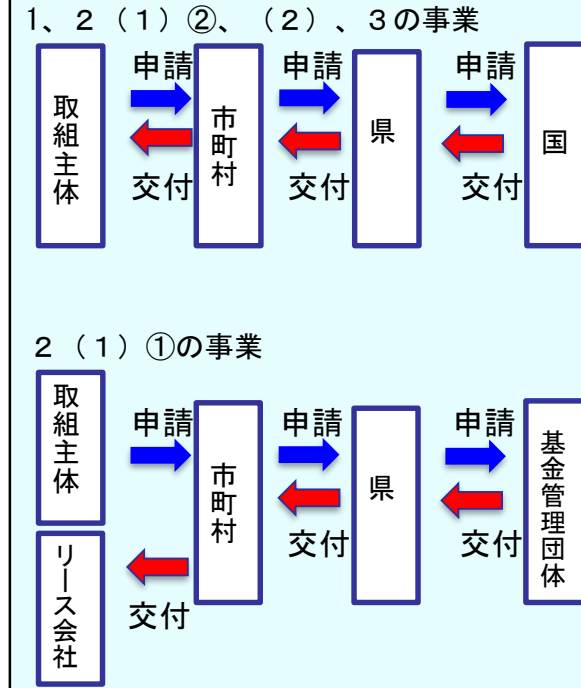 1、２（１）②、（２）、３の事業
申請 申請 申請
取組主体 市町村 県 国
交付 交付 交付
２（１）①の事業
取組主体
申請 申請 申請
市町村 県 基金管理団体
交付 交付
リース会社
交付